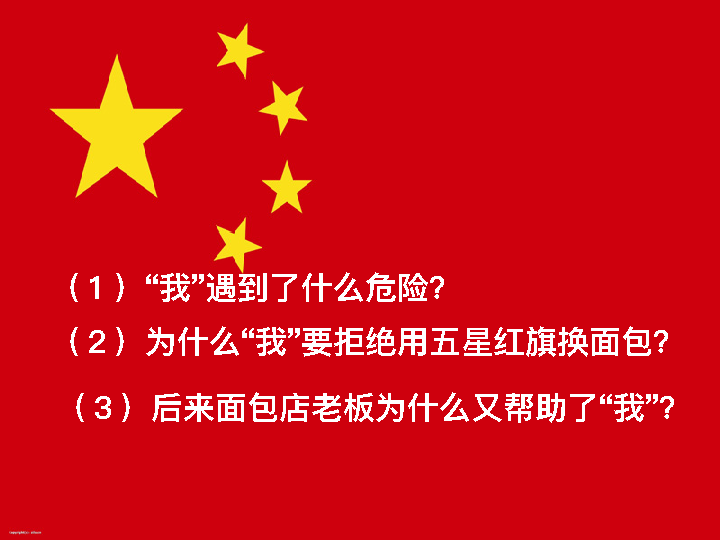 （1）“我”遇到了什么危险？
（2）为什么“我”要拒绝用五星红旗换面包？
（3）后来面包店老板为什么又帮助了“我”？